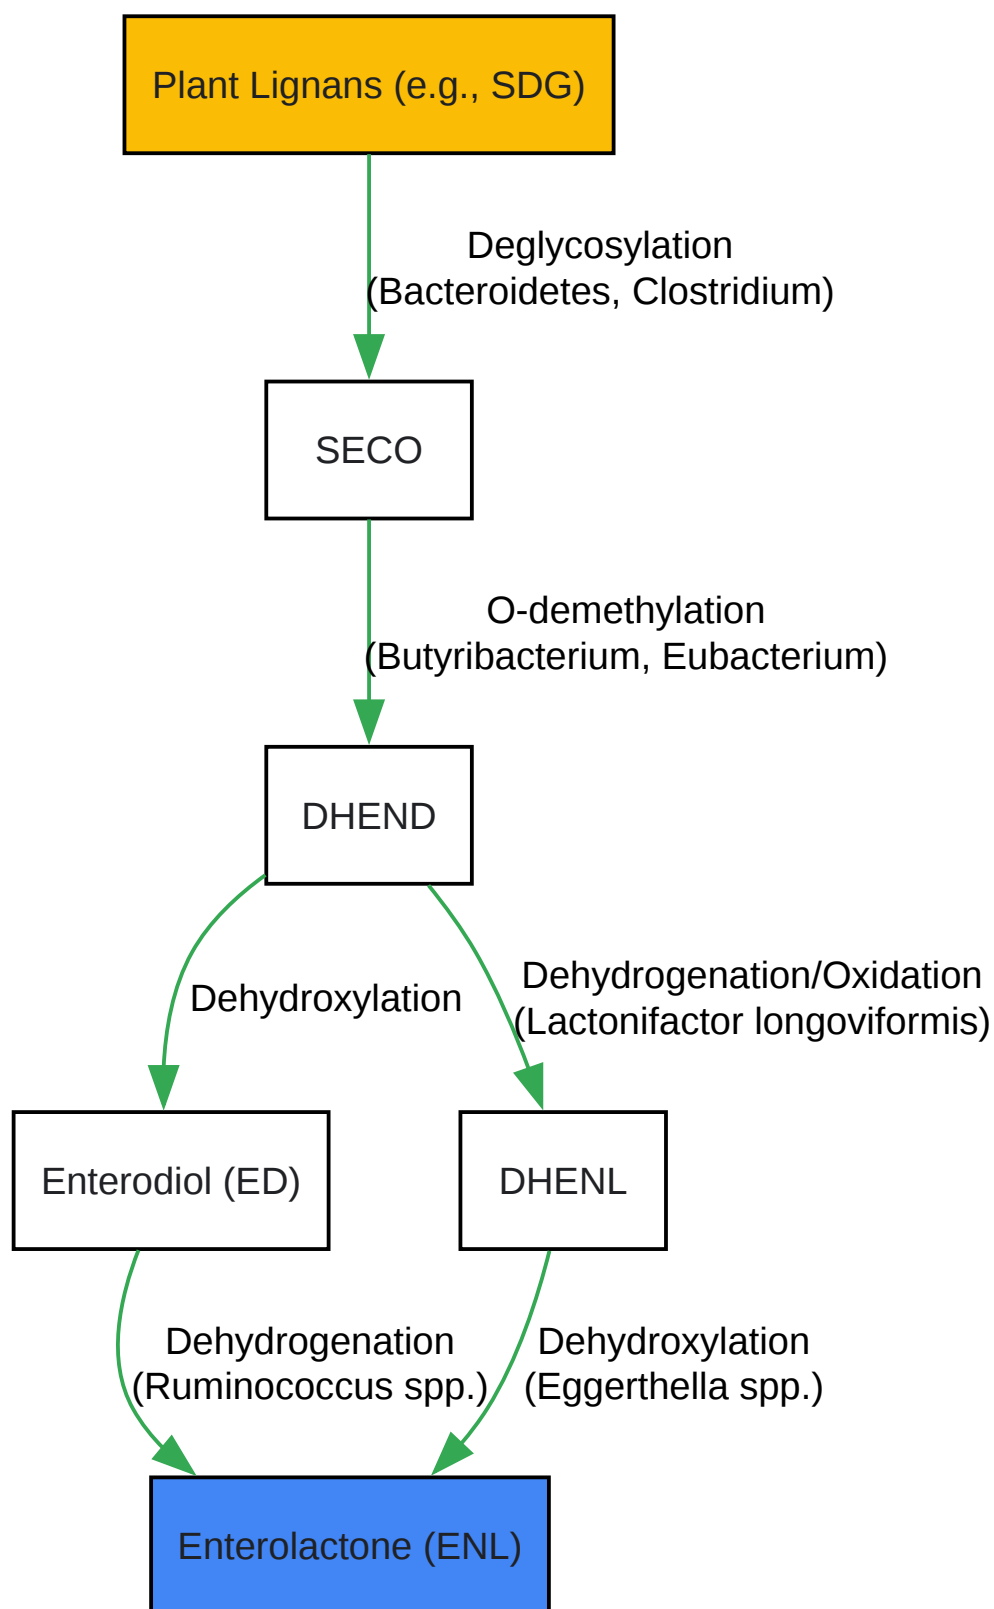 Plant Lignans (e.g., SDG)
Deglycosylation
(Bacteroidetes, Clostridium)
SECO
O-demethylation
(Butyribacterium, Eubacterium)
DHEND
Dehydroxylation
Dehydrogenation/Oxidation
(Lactonifactor longoviformis)
Enterodiol (ED)
DHENL
Dehydrogenation
(Ruminococcus spp.)
Dehydroxylation
(Eggerthella spp.)
Enterolactone (ENL)